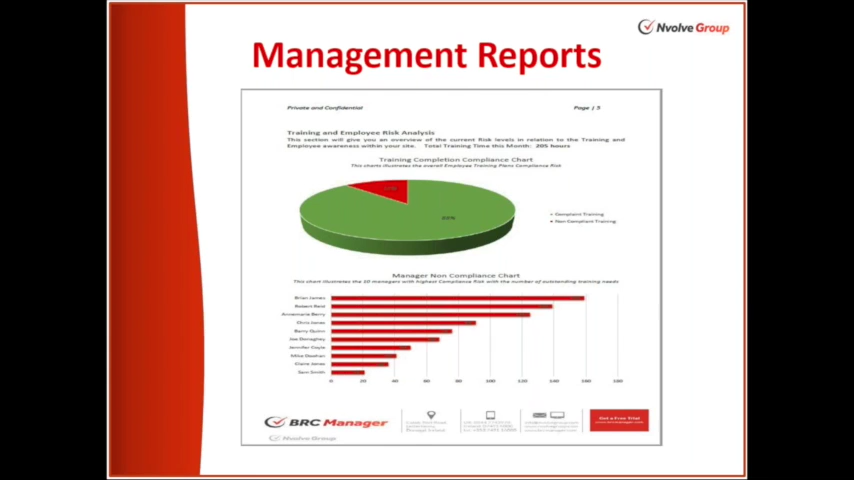 Nvolve Group
Management Reports
Private and Confidential
Page | 5
Training and Employee Risk Analysis
This section will give you an overview of the current Risk levels in relation to the Training and
Employee awareness within your site. Total Training Time this Month: 205 hours
Training Completion Compliance Chart
This charts illustrates the overall Employee Training Plans Compliance Risk
Complaint Training
Non Compliant Training
Manager Non Compliance Chart
This chart illustrates the 10 managers with highest Compliance Risk with the number of outstanding training needs
Brian James
Robert Reid
Annemarie Berry
Chris Jones
Barry Quinn
Joe Donaghey
Jennifer Coyle
Mike Steehan
Sam Smith
0 20 40 60 80 100 120 140 160 180
BRC Manager
Nvolve Group
Get a Free Trial
www.brcmanager.com